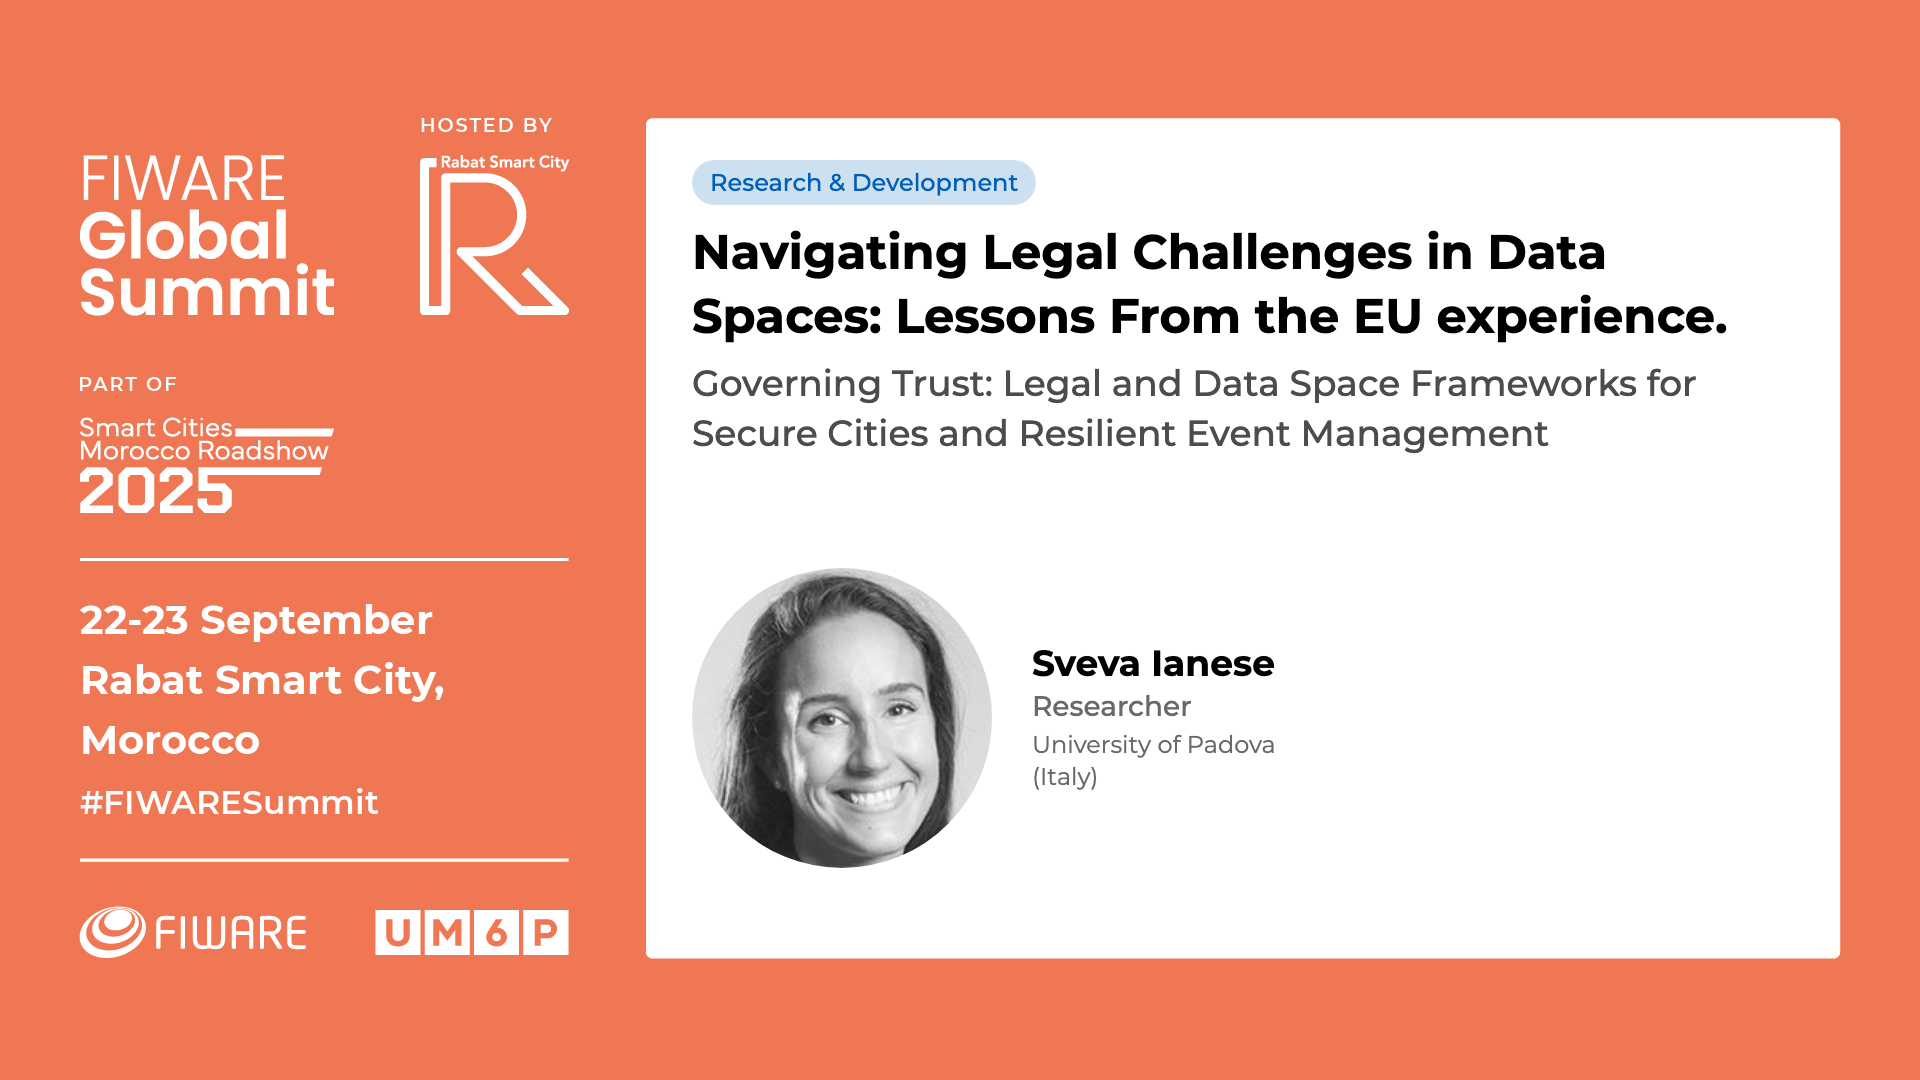 HOSTED BY
FIWARE
Global
Summit
Rabat Smart City
R
PART OF
Smart Cities
Morocco Roadshow
2025
22-23 September
Rabat Smart City,
Morocco
#FIWARESummit
FIWARE
UM6P
Research & Development
Navigating Legal Challenges in Data
Spaces: Lessons From the EU experience.
Governing Trust: Legal and Data Space Frameworks for
Secure Cities and Resilient Event Management
Sveva Ianese
Researcher
University of Padova
(Italy)